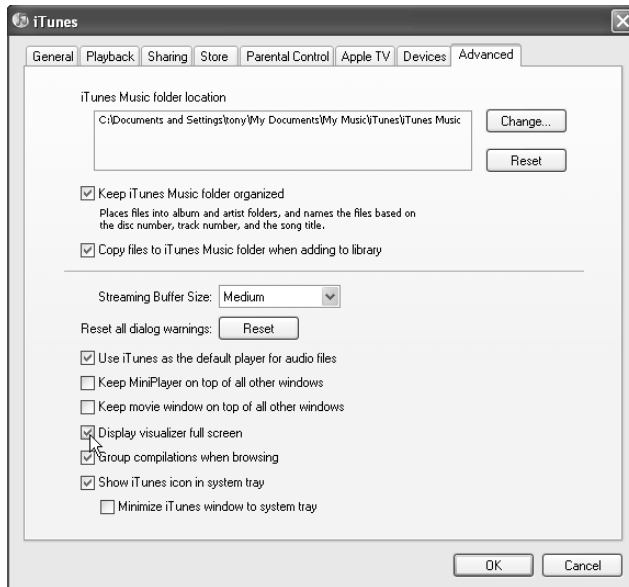 iTunes
General Playback Sharing Store Parental Control Apple TV Devices Advanced
iTunes Music folder location
C:\Documents and Settings\tony\My Documents\My Music\iTunes\iTunes Music
Change...
Reset
Keep iTunes Music folder organized
Places files into album and artist folders, and names the files based on
the disc number, track number, and the song title.
Copy files to iTunes Music folder when adding to library
Streaming Buffer Size: Medium
Reset all dialog warnings: Reset
Use iTunes as the default player for audio files
Keep MiniPlayer on top of all other windows
Keep movie window on top of all other windows
Display visualizer full screen
Group compilations when browsing
Show iTunes icon in system tray
Minimize iTunes window to system tray
OK Cancel